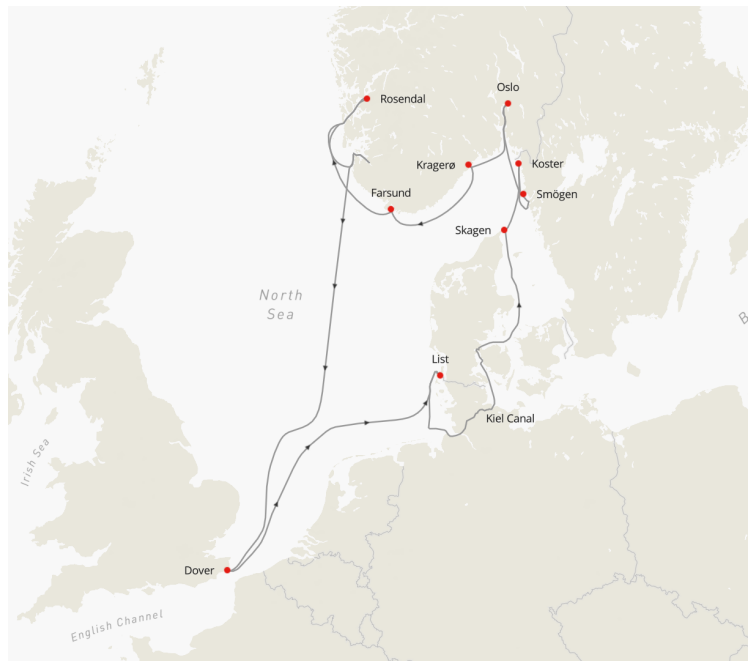 Oslo
Rosendal
Kragerø
Koster
Farsund
Smögen
Skagen
North
Sea
B
List
Kiel Canal
Irish Sea
Dover
English Channel